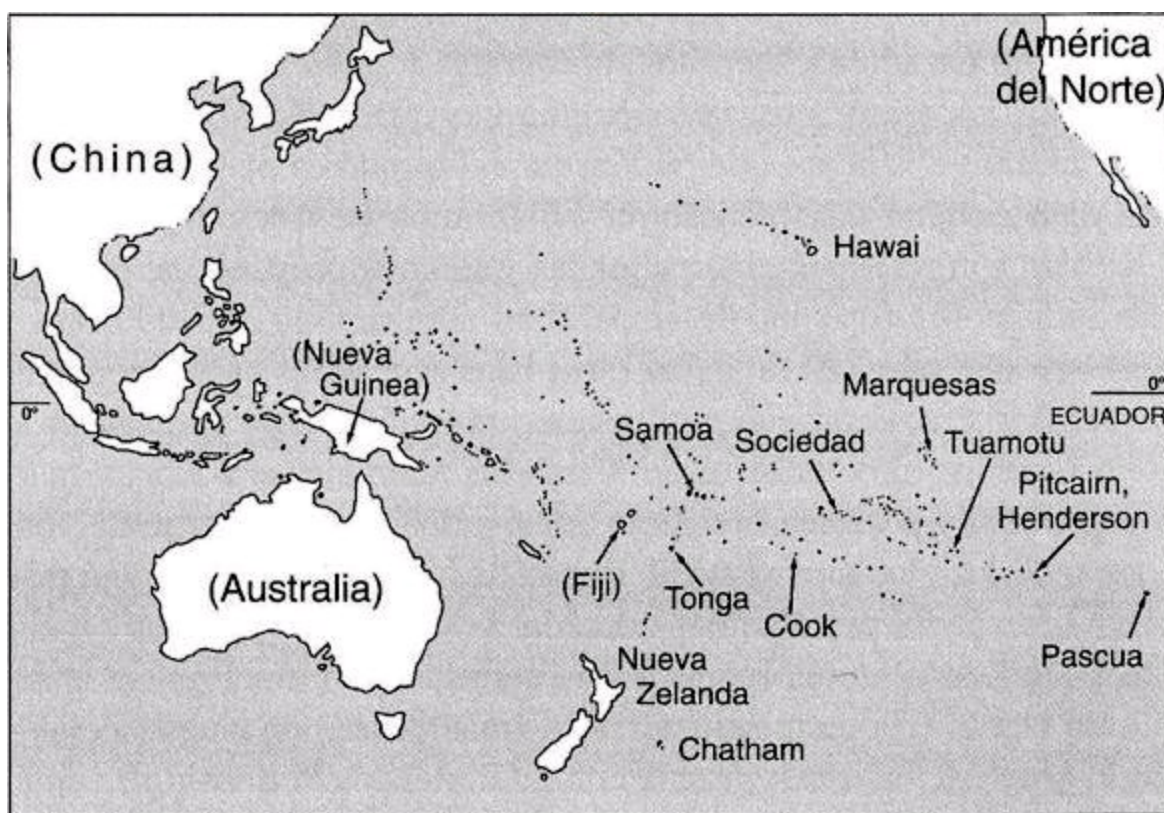 (América
del Norte)
(China)
Hawai
(Nueva
Guinea)
Marquesas
0°
0°
ECUADOR
Samoa
Sociedad
Tuamotu
Pitcairn,
Henderson
(Australia)
(Fiji)
Tonga
Cook
Pascua
Nueva
Zelanda
Chatham